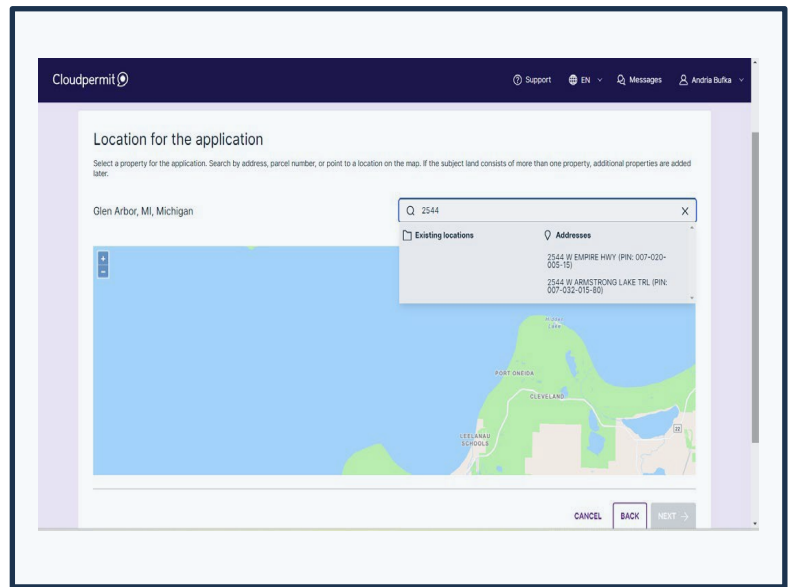 Cloudpermit
Support
EN
Messages
Andria Bufka
Location for the application
Select a property for the application. Search by address, parcel number, or point to a location on the map. If the subject land consists of more than one property, additional properties are added
later.
Glen Arbor, MI, Michigan
2544
Existing locations
Addresses
2544 W EMPIRE HWY (PIN: 007-020-
005-15)
2544 W ARMSTRONG LAKE TRL (PIN:
007-032-015-80)
+
−
Hidden
Lake
PORT ONEIDA
CLEVELAND
LEELANAU
SCHOOLS
22
CANCEL
BACK
NEXT →